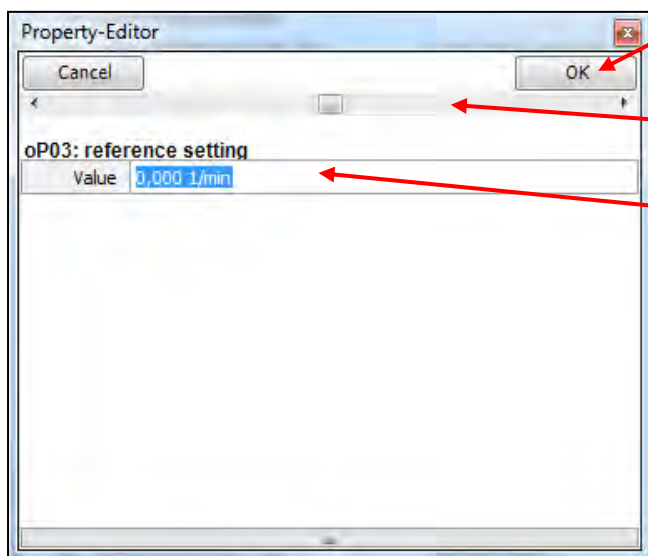 Property-Editor
Cancel OK
oP03: reference setting
Value 0,000 1/min